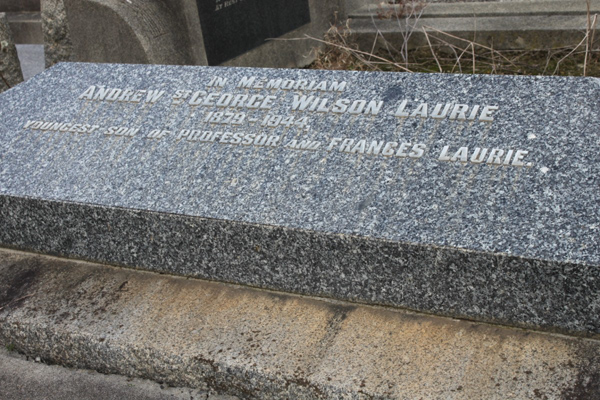 IN MEMORIAM
ANDREW ST GEORGE WILSON LAURIE
1879 - 1944
YOUNGEST SON OF PROFESSOR AND FRANCES LAURIE.